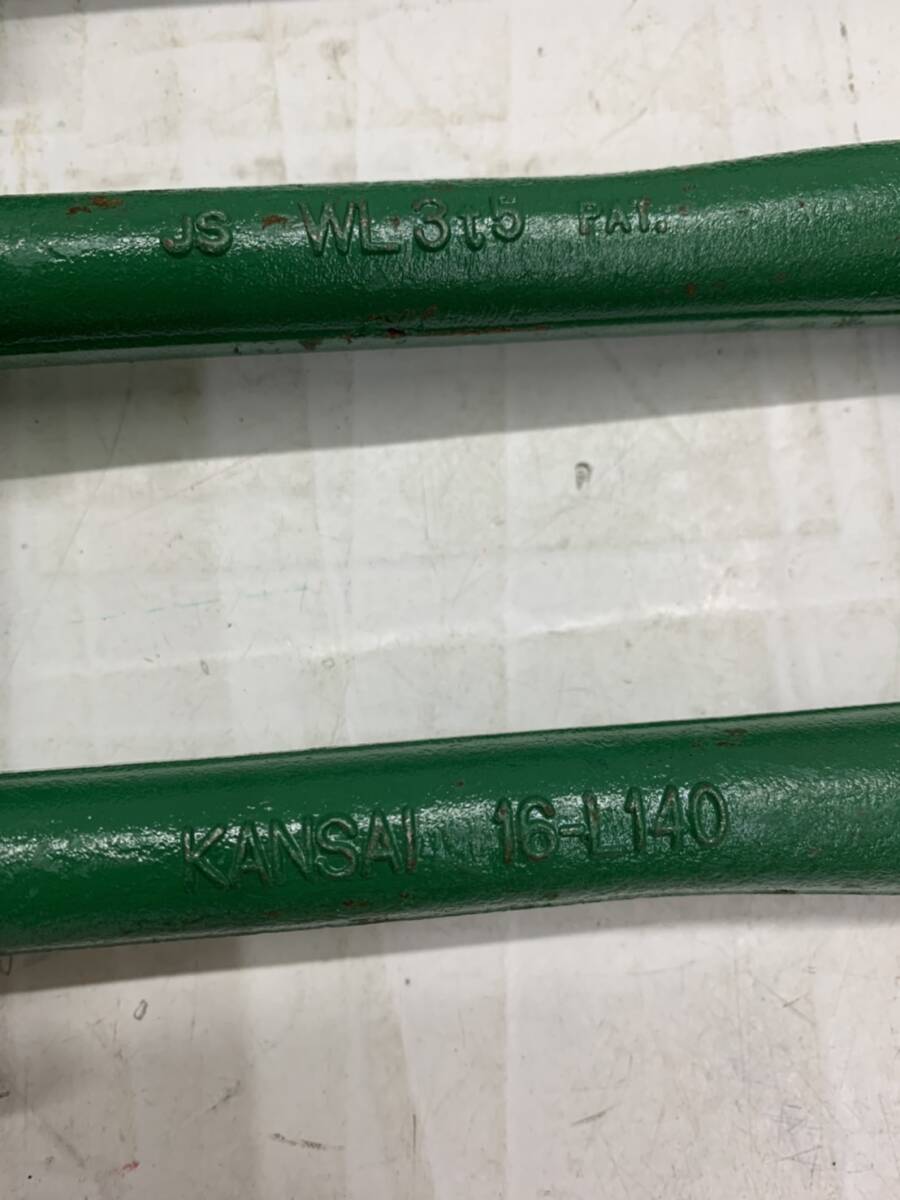 JS WL 3t5 PAT.
KANSAI 16-L140